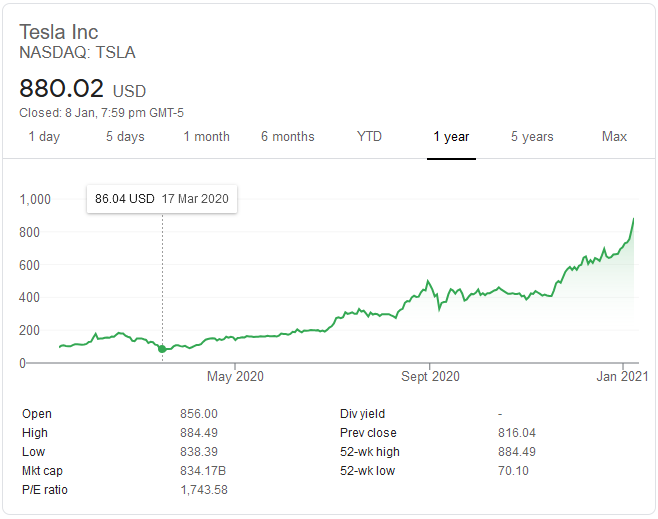 Tesla Inc
NASDAQ: TSLA
880.02 USD
Closed: 8 Jan, 7:59 pm GMT-5
1 day 5 days 1 month 6 months YTD 1 year 5 years Max
86.04 USD 17 Mar 2020
1,000
800
600
400
200
0
May 2020 Sept 2020 Jan 2021
Open 856.00 Div yield -
High 884.49 Prev close 816.04
Low 838.39 52-wk high 884.49
Mkt cap 834.17B 52-wk low 70.10
P/E ratio 1,743.58